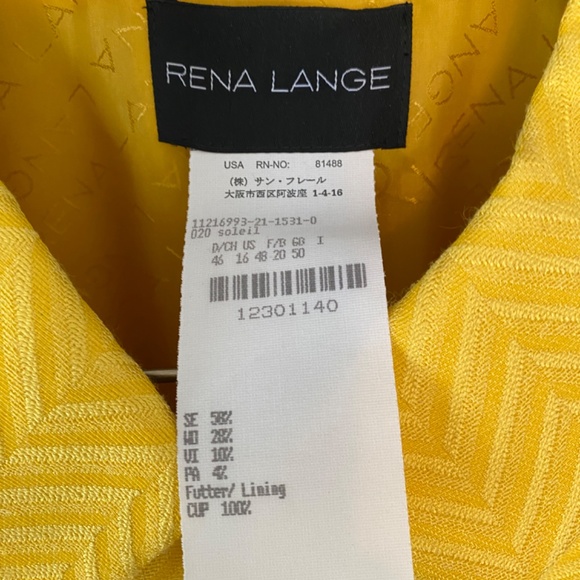 RENA LANGE
USA RN-NO: 81488
(株) サン・フレール
大阪市西区阿波座 1-4-16
11216993-21-1531-0
020 soleil
D/CH US F/B GB I
46 16 48 20 50
12301140
SE 58%
WO 28%
VI 10%
PA 4%
Futter/ Lining
CUP 100%